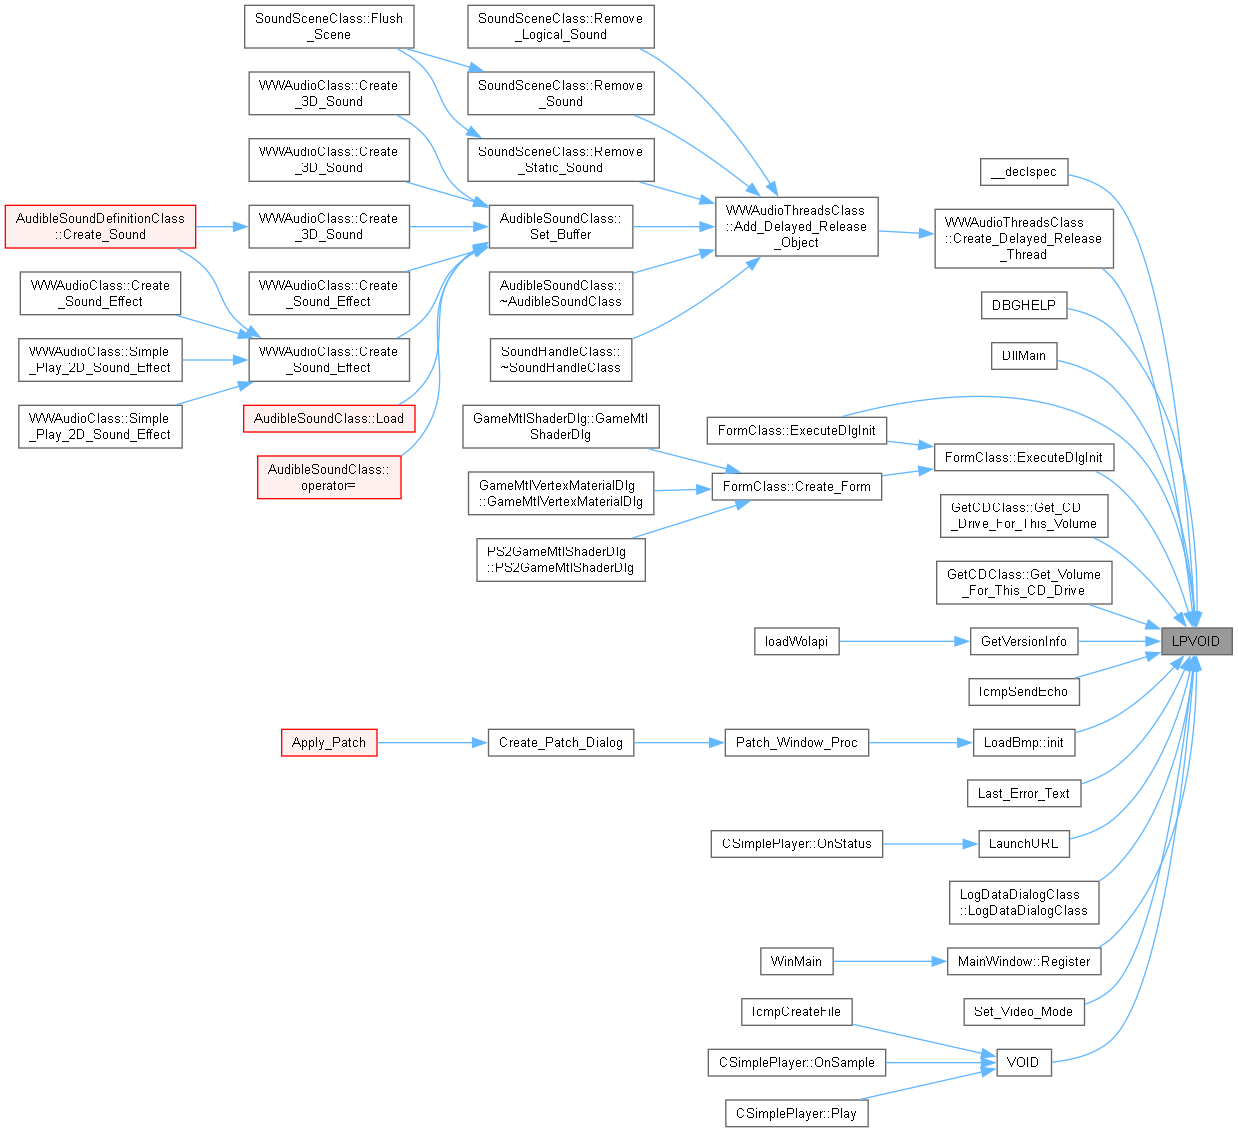 SoundSceneClass::Flush
_Scene
SoundSceneClass::Remove
_Logical_Sound
WWAudioClass::Create
_3D_Sound
SoundSceneClass::Remove
_Sound
WWAudioClass::Create
_3D_Sound
SoundSceneClass::Remove
_Static_Sound
__declspec
AudibleSoundDefinitionClass
::Create_Sound
WWAudioClass::Create
_3D_Sound
AudibleSoundClass::
Set_Buffer
WWAudioThreadsClass
::Add_Delayed_Release
_Object
WWAudioThreadsClass
::Create_Delayed_Release
_Thread
WWAudioClass::Create
_Sound_Effect
WWAudioClass::Create
_Sound_Effect
AudibleSoundClass::
~AudibleSoundClass
DBGHELP
WWAudioClass::Simple
_Play_2D_Sound_Effect
WWAudioClass::Create
_Sound_Effect
SoundHandleClass::
~SoundHandleClass
DllMain
WWAudioClass::Simple
_Play_2D_Sound_Effect
AudibleSoundClass::Load
GameMtlShaderDlg::GameMtl
ShaderDlg
FormClass::ExecuteDlgInit
FormClass::ExecuteDlgInit
AudibleSoundClass::
operator=
GameMtlVertexMaterialDlg
::GameMtlVertexMaterialDlg
FormClass::Create_Form
GetCDClass::Get_CD
_Drive_For_This_Volume
PS2GameMtlShaderDlg
::PS2GameMtlShaderDlg
GetCDClass::Get_Volume
_For_This_CD_Drive
loadWolapi
GetVersionInfo
LPVOID
IcmpSendEcho
Apply_Patch
Create_Patch_Dialog
Patch_Window_Proc
LoadBmp::init
Last_Error_Text
CSimplePlayer::OnStatus
LaunchURL
LogDataDialogClass
::LogDataDialogClass
WinMain
MainWindow::Register
IcmpCreateFile
Set_Video_Mode
CSimplePlayer::OnSample
VOID
CSimplePlayer::Play